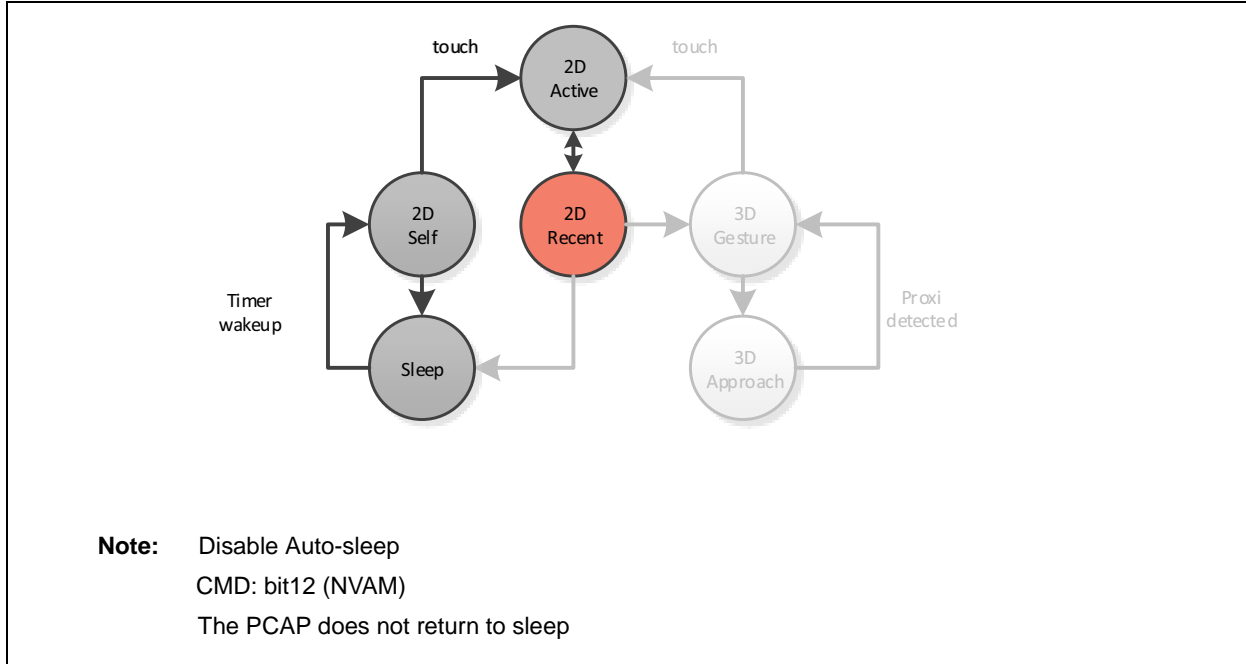 touch
touch
2D
Active
2D
Self
2D
Recent
3D
Gesture
Timer
wakeup
Proxi
detected
Sleep
3D
Approach
Note: Disable Auto-sleep
CMD: bit12 (NVAM)
The PCAP does not return to sleep